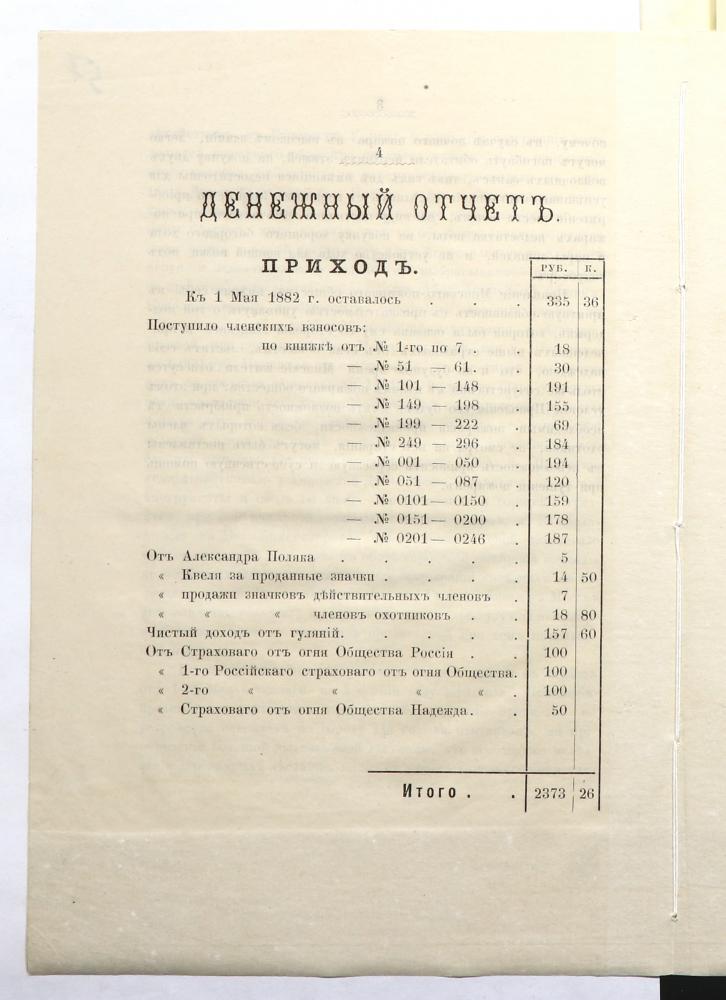 4
ДЕНЕЖНЫЙ ОТЧЕТЪ.
ПРИХОДЪ. РУБ. К.
Къ 1 Мая 1882 г. оставалось . . . 335 36
Поступило членскихъ взносовъ:
по книжкѣ отъ № 1-го по 7 . . 18
— № 51 — 61 . . 30
— № 101 — 148 . 191
— № 149 — 198 . 155
— № 199 — 222 . 69
— № 249 — 296 . 184
— № 001 — 050 . 194
— № 051 — 087 . 120
— № 0101 — 0150 . 159
— № 0151 — 0200 . 178
— № 0201 — 0246 . 187
Отъ Александра Поляка . . . . . 5
« Квеля за проданные значки . . . . 14 50
« продажи значковъ дѣйствительныхъ членовъ . 7
« « « членовъ охотниковъ . . 18 80
Чистый доходъ отъ гуляній. . . . . 157 60
Отъ Страховаго отъ огня Общества Россія . . 100
« 1-го Россійскаго страховаго отъ огня Общества. 100
« 2-го « « « « . 100
« Страховаго отъ огня Общества Надежда. . 50
Итого . . 2373 26